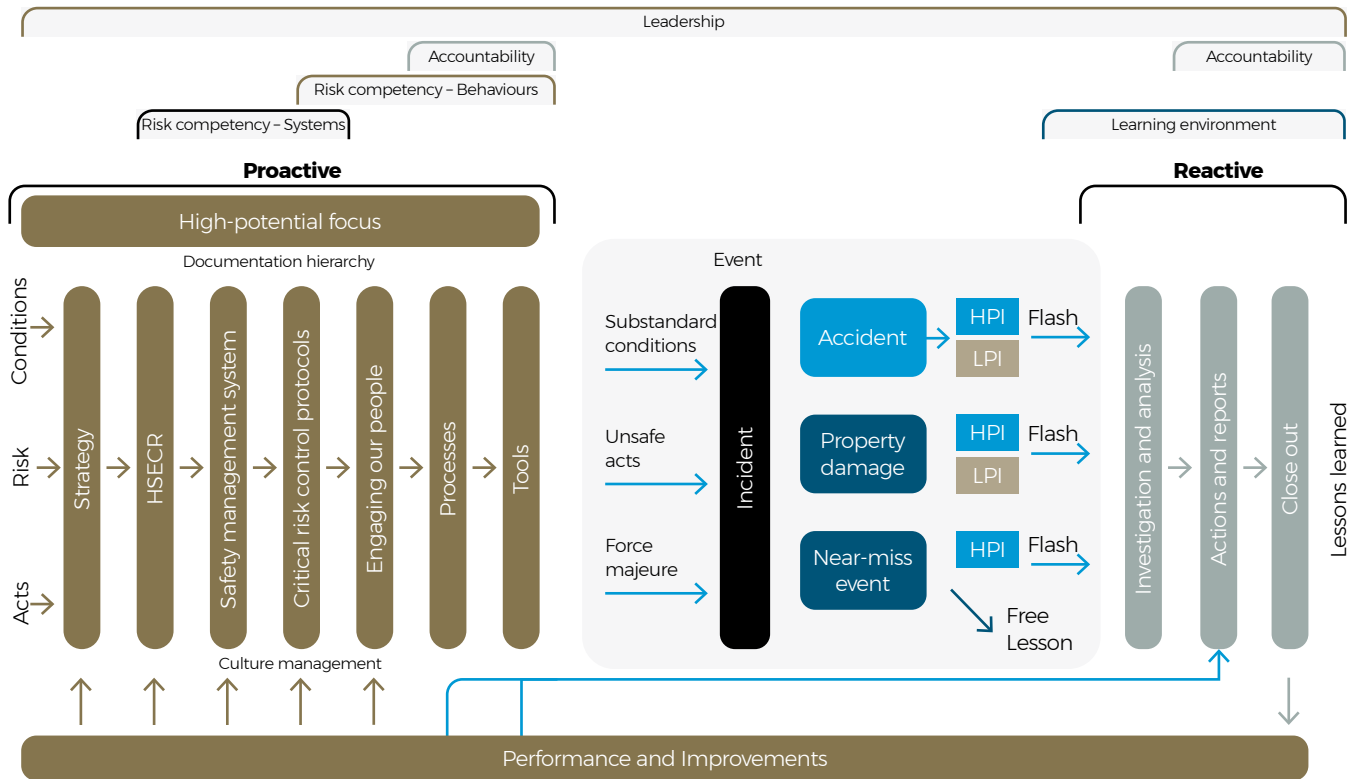 Leadership
Accountability
Accountability
Risk competency – Behaviours
Risk competency – Systems
Learning environment
Proactive
Reactive
High-potential focus
Documentation hierarchy
Conditions
Risk
Acts
Strategy
HSECR
Safety management system
Critical risk control protocols
Engaging our people
Processes
Tools
Culture management
Event
Substandard
conditions
Unsafe
acts
Force
majeure
Incident
Accident
HPI
LPI
Flash
Property
damage
HPI
LPI
Flash
Near-miss
event
HPI
Flash
Free
Lesson
Investigation and analysis
Actions and reports
Close out
Lessons learned
Performance and Improvements